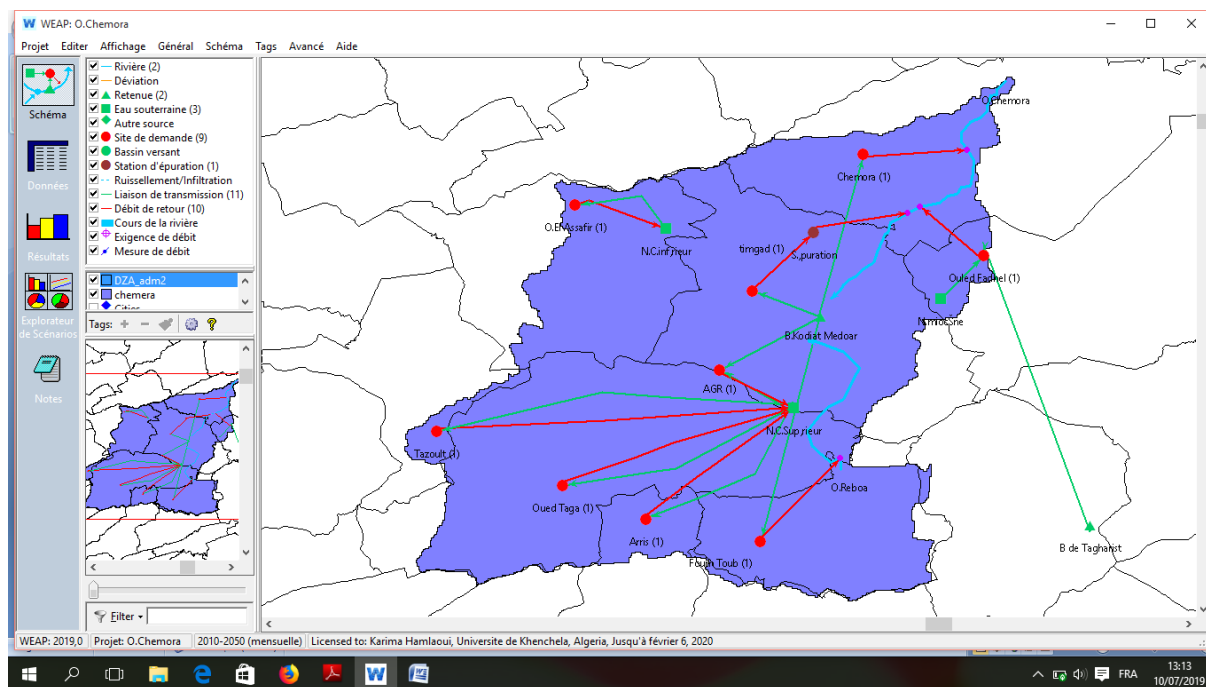 WEAP: O.Chemora
Projet Editer Affichage Général Schéma Tags Avancé Aide
Schéma
Données
Résultats
Explorateur
de Scénarios
Notes
Rivière (2)
Déviation
Retenue (2)
Eau souterraine (3)
Autre source
Site de demande (9)
Bassin versant
Station d'épuration (1)
Ruissellement/Infiltration
Liaison de transmission (11)
Débit de retour (10)
Cours de la rivière
Exigence de débit
Mesure de débit
DZA_adm2
chemera
Cities
Tags:
Filter
O.Chemora
Chemora (1)
O.El Assafir (1)
N.C.inf,rieur
timgad (1)
S.,puration
Ouled Fadhel (1)
B.Kodiat Medoar
AGR (1)
N.C.Sup,rieur
Tazoult (1)
O.Reboa
Oued Taga (1)
Arris (1)
Foum Toub (1)
B de Tagharist
WEAP: 2019,0 Projet: O.Chemora 2010-2050 (mensuelle) Licensed to: Karima Hamlaoui, Universite de Khenchela, Algeria, Jusqu'à février 6, 2020
FRA
13:13
10/07/2019